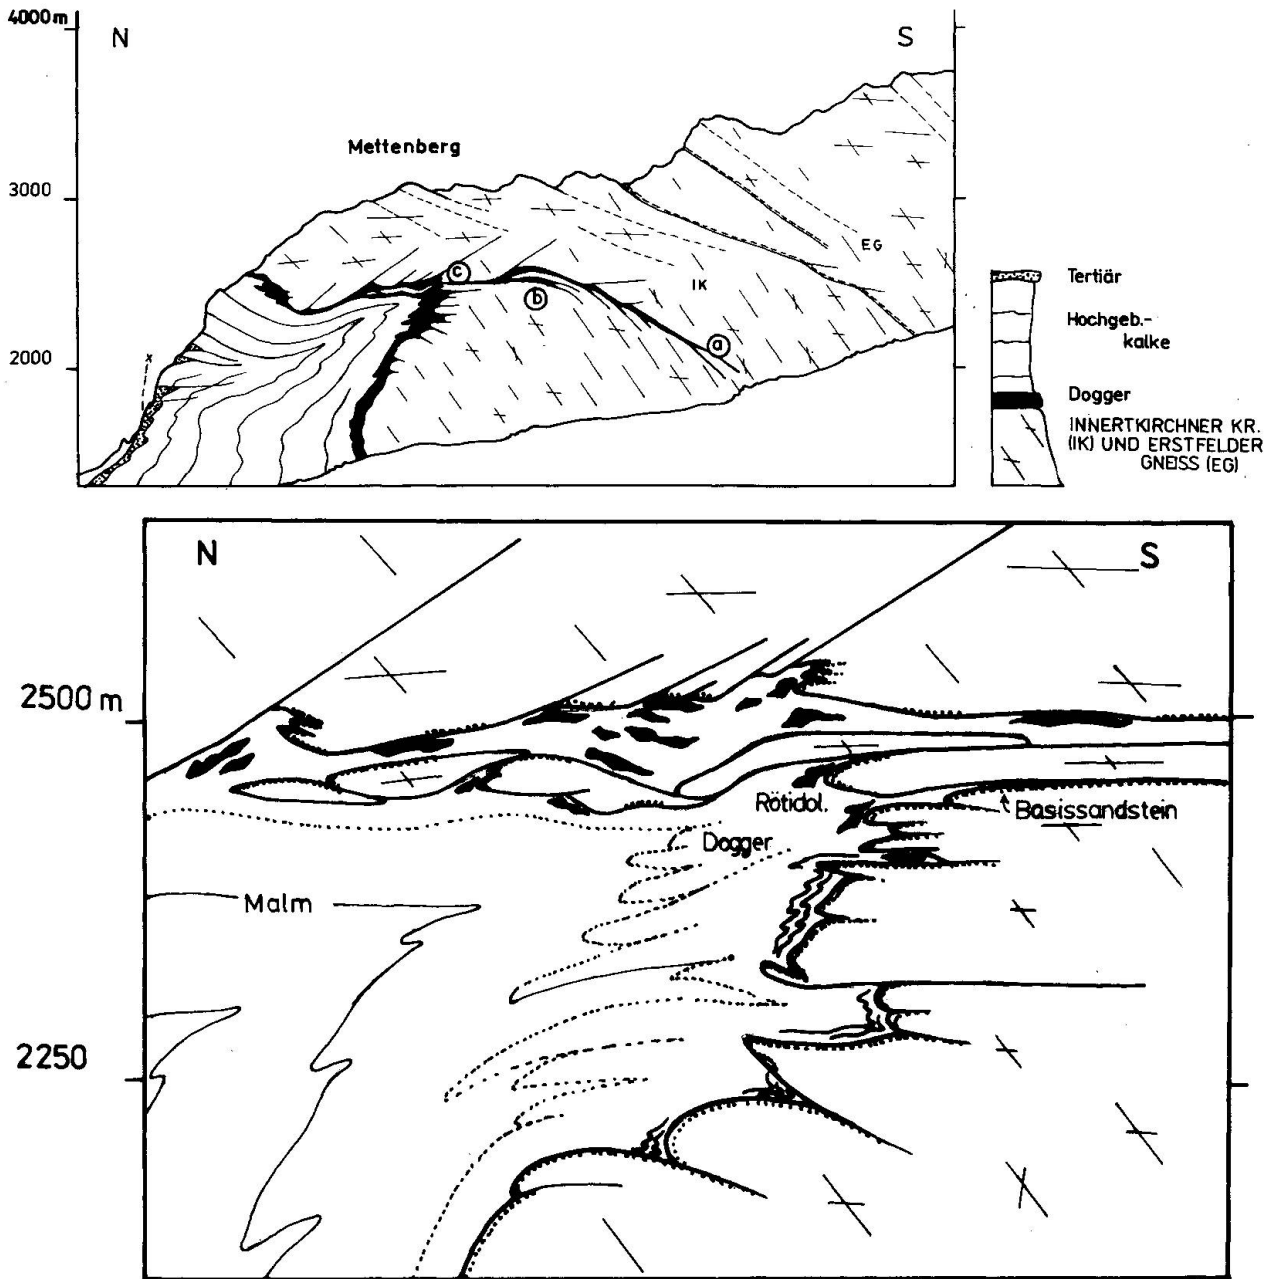 4000m
N
S
Mettenberg
3000
EG
c
IK
b
Tertiär
Hochgeb.-
kalke
a
2000
x
Dogger
INNERTKIRCHNER KR.
(IK) UND ERSTFELDER
GNEISS (EG)
N
S
2500 m
Rötidol.
Basissandstein
Dogger
Malm
2250